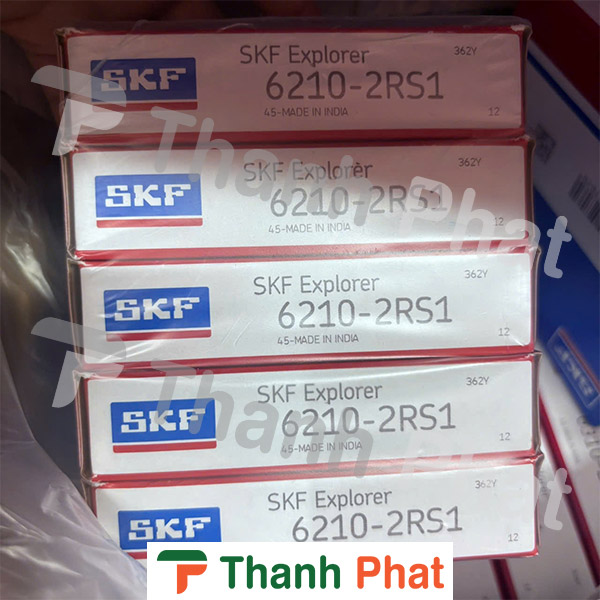 SKF
SKF Explorer
362Y
6210-2RS1
45-MADE IN INDIA
12
SKF
SKF Explorer
362Y
6210-2RS1
45-MADE IN INDIA
12
SKF
SKF Explorer
362Y
6210-2RS1
45-MADE IN INDIA
12
SKF
SKF Explorer
362Y
6210-2RS1
45-MADE IN INDIA
12
SKF
SKF Explorer
362Y
6210-2RS1
12
Thanh Phat
Thanh Phat
Thanh Phat